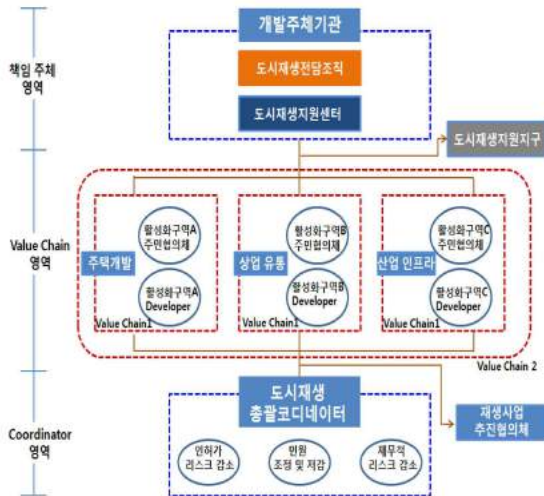 개발주체기관
책임 주체
영역
도시재생전담조직
도시재생지원센터
도시재생지원지구
Value Chain
영역
주택개발
활성화구역A
주민협의체
활성화구역A
Developer
Value Chain1
상업 유통
활성화구역B
주민협의체
활성화구역B
Developer
Value Chain1
산업 인프라
활성화구역C
주민협의체
활성화구역C
Developer
Value Chain1
Value Chain 2
Coordinator
영역
도시재생
총괄코디네이터
인허가
리스크 감소
민원
조정 및 저감
재무적
리스크 감소
재생사업
추진협의체